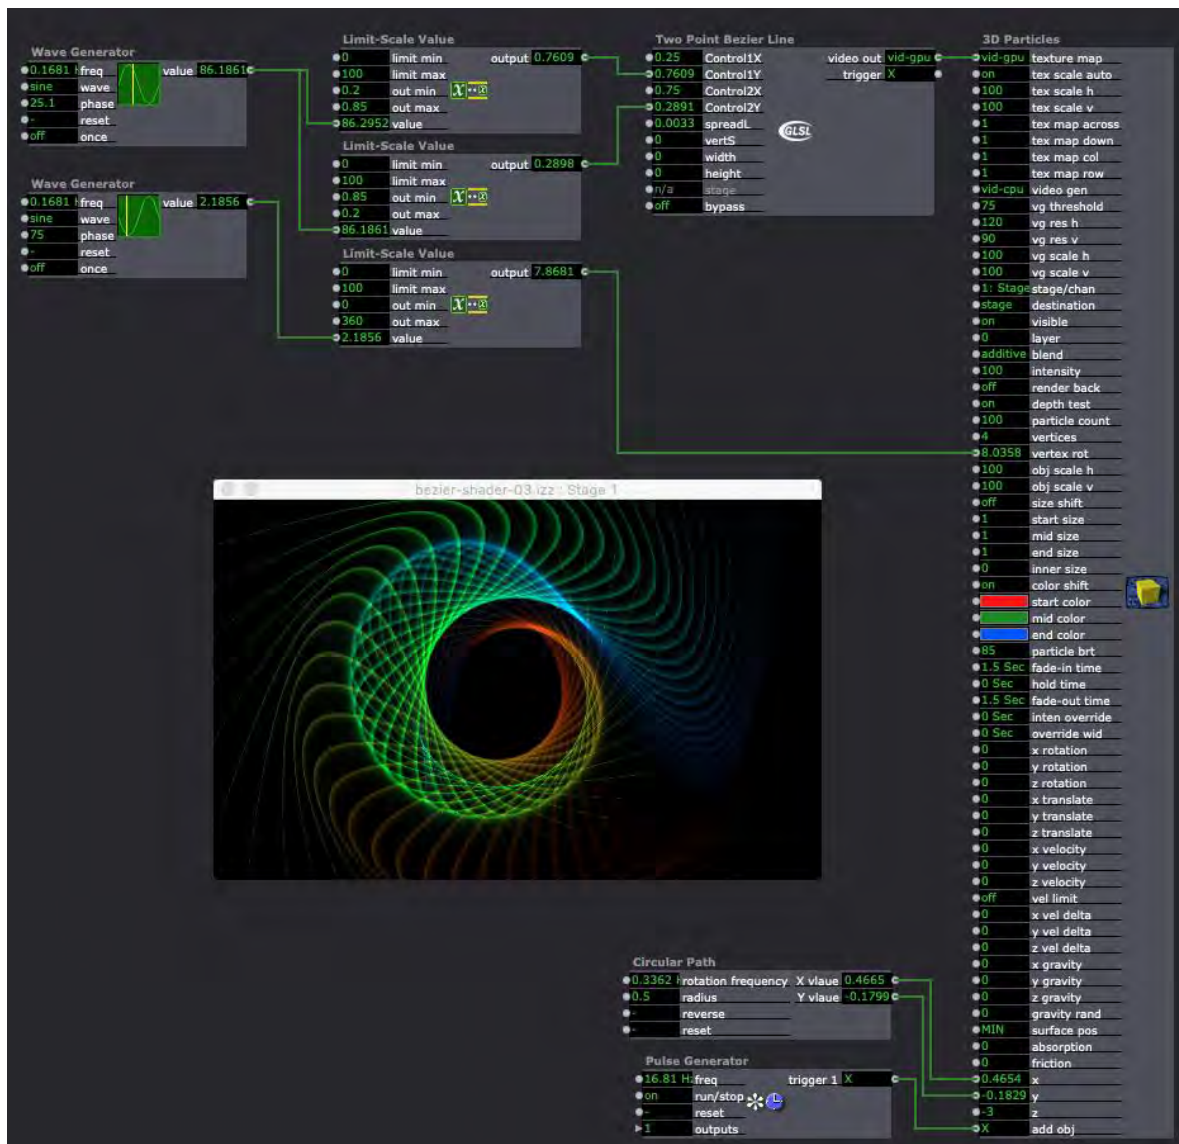 Wave Generator
0.1681 H freq value 86.1861
sine wave
25.1 phase
- reset
off once
Wave Generator
0.1681 H freq value 2.1856
sine wave
75 phase
- reset
off once
Limit-Scale Value
0 limit min output 0.7609
100 limit max
0.2 out min
0.85 out max
86.2952 value
Limit-Scale Value
0 limit min output 0.2898
100 limit max
0.85 out min
0.2 out max
86.1861 value
Limit-Scale Value
0 limit min output 7.8681
100 limit max
0 out min
360 out max
2.1856 value
Two Point Bezier Line
0.25 Control1X video out vid-gpu
0.7609 Control1Y trigger X
0.75 Control2X
0.2891 Control2Y
0.0033 spreadL
GLSL
0 vertS
0 width
0 height
n/a stage
off bypass
3D Particles
vid-gpu texture map
on tex scale auto
100 tex scale h
100 tex scale v
1 tex map across
1 tex map down
1 tex map col
1 tex map row
vid-cpu video gen
75 vg threshold
120 vg res h
90 vg res v
100 vg scale h
100 vg scale v
1: Stage stage/chan
stage destination
on visible
0 layer
additive blend
100 intensity
off render back
on depth test
100 particle count
4 vertices
8.0358 vertex rot
100 obj scale h
100 obj scale v
off size shift
1 start size
1 mid size
1 end size
0 inner size
on color shift
start color
mid color
end color
85 particle brt
1.5 Sec fade-in time
0 Sec hold time
1.5 Sec fade-out time
0 Sec inten override
0 Sec override wid
0 x rotation
0 y rotation
0 z rotation
0 x translate
0 y translate
0 z translate
0 x velocity
0 y velocity
0 z velocity
off vel limit
0 x vel delta
0 y vel delta
0 z vel delta
0 x gravity
0 y gravity
0 z gravity
0 gravity rand
MIN surface pos
0 absorption
0 friction
0.4654 x
-0.1829 y
-3 z
X add obj
bezier-shader-03.izz : Stage 1
Circular Path
0.3362 H rotation frequency X vlaue 0.4665
0.5 radius Y vlaue -0.1799
- reverse
- reset
Pulse Generator
16.81 Hz freq trigger 1 X
on run/stop
- reset
1 outputs